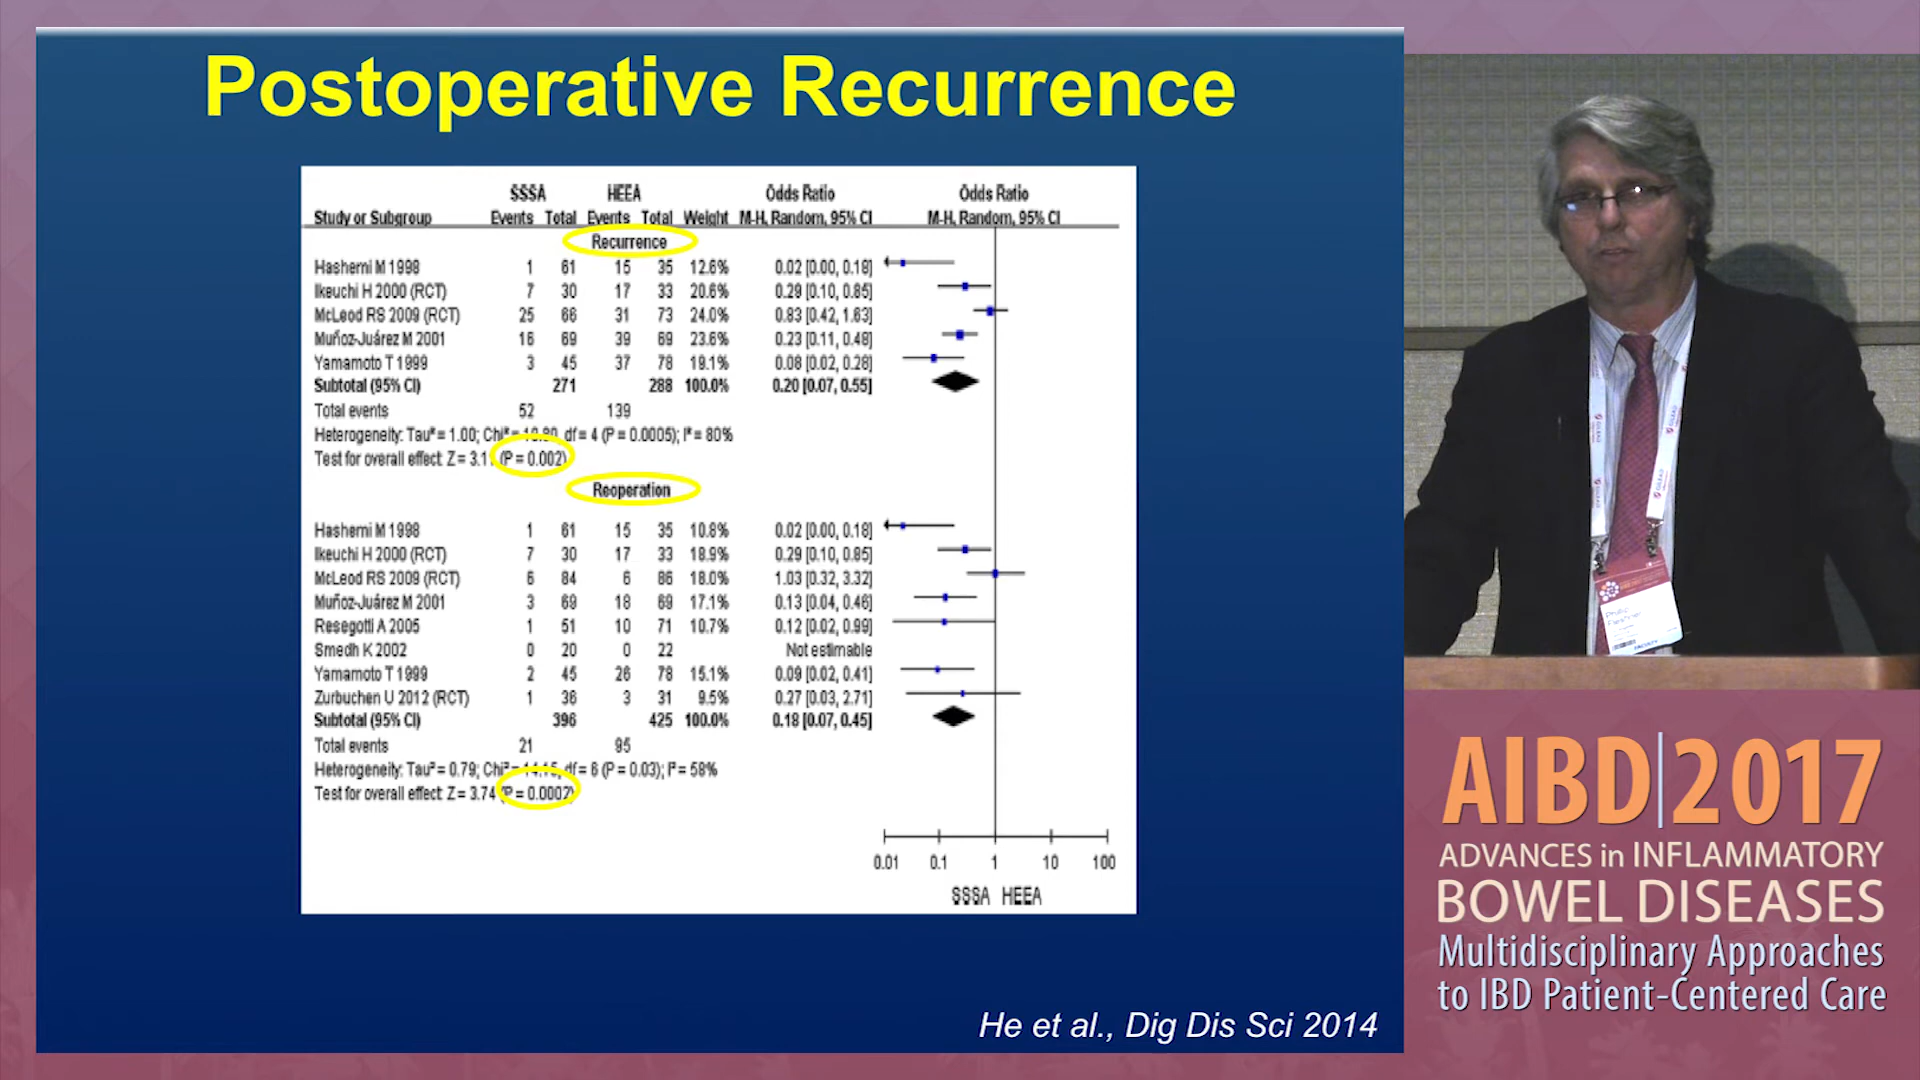 Postoperative Recurrence
SSSA HEEA Odds Ratio Odds Ratio
Study or Subgroup Events Total Events Total Weight M-H, Random, 95% CI M-H, Random, 95% CI
Recurrence
Hashemi M 1998 1 61 15 35 12.6% 0.02 [0.00, 0.18]
Ikeuchi H 2000 (RCT) 7 30 17 33 20.6% 0.29 [0.10, 0.85]
McLeod RS 2009 (RCT) 25 66 31 73 24.0% 0.83 [0.42, 1.63]
Muñoz-Juárez M 2001 16 69 39 69 23.6% 0.23 [0.11, 0.48]
Yamamoto T 1999 3 45 37 78 19.1% 0.08 [0.02, 0.28]
Subtotal (95% CI) 271 288 100.0% 0.20 [0.07, 0.55]
Total events 52 139
Heterogeneity: Tau² = 1.00; Chi² = df = 4 (P = 0.0005); I² = 80%
Test for overall effect Z = 3.1 (P = 0.002)
Reoperation
Hashemi M 1998 1 61 15 35 10.8% 0.02 [0.00, 0.18]
Ikeuchi H 2000 (RCT) 7 30 17 33 18.9% 0.29 [0.10, 0.85]
McLeod RS 2009 (RCT) 6 84 6 86 18.0% 1.03 [0.32, 3.32]
Muñoz-Juárez M 2001 3 69 18 69 17.1% 0.13 [0.04, 0.46]
Resegotti A 2005 1 51 10 71 10.7% 0.12 [0.02, 0.99]
Smedh K 2002 0 20 0 22 Not estimable
Yamamoto T 1999 2 45 26 78 15.1% 0.09 [0.02, 0.41]
Zurbuchen U 2012 (RCT) 1 36 3 31 9.5% 0.27 [0.03, 2.71]
Subtotal (95% CI) 396 425 100.0% 0.18 [0.07, 0.45]
Total events 21 95
Heterogeneity: Tau² = 0.79; Chi² = 14.15, df = 6 (P = 0.03); I² = 58%
Test for overall effect Z = 3.74 (P = 0.0002)
0.01 0.1 1 10 100
SSSA HEEA
He et al., Dig Dis Sci 2014
GILEAD
GILEAD
AIBD|2017
ADVANCES in INFLAMMATORY
BOWEL DISEASES
Multidisciplinary Approaches
to IBD Patient-Centered Care